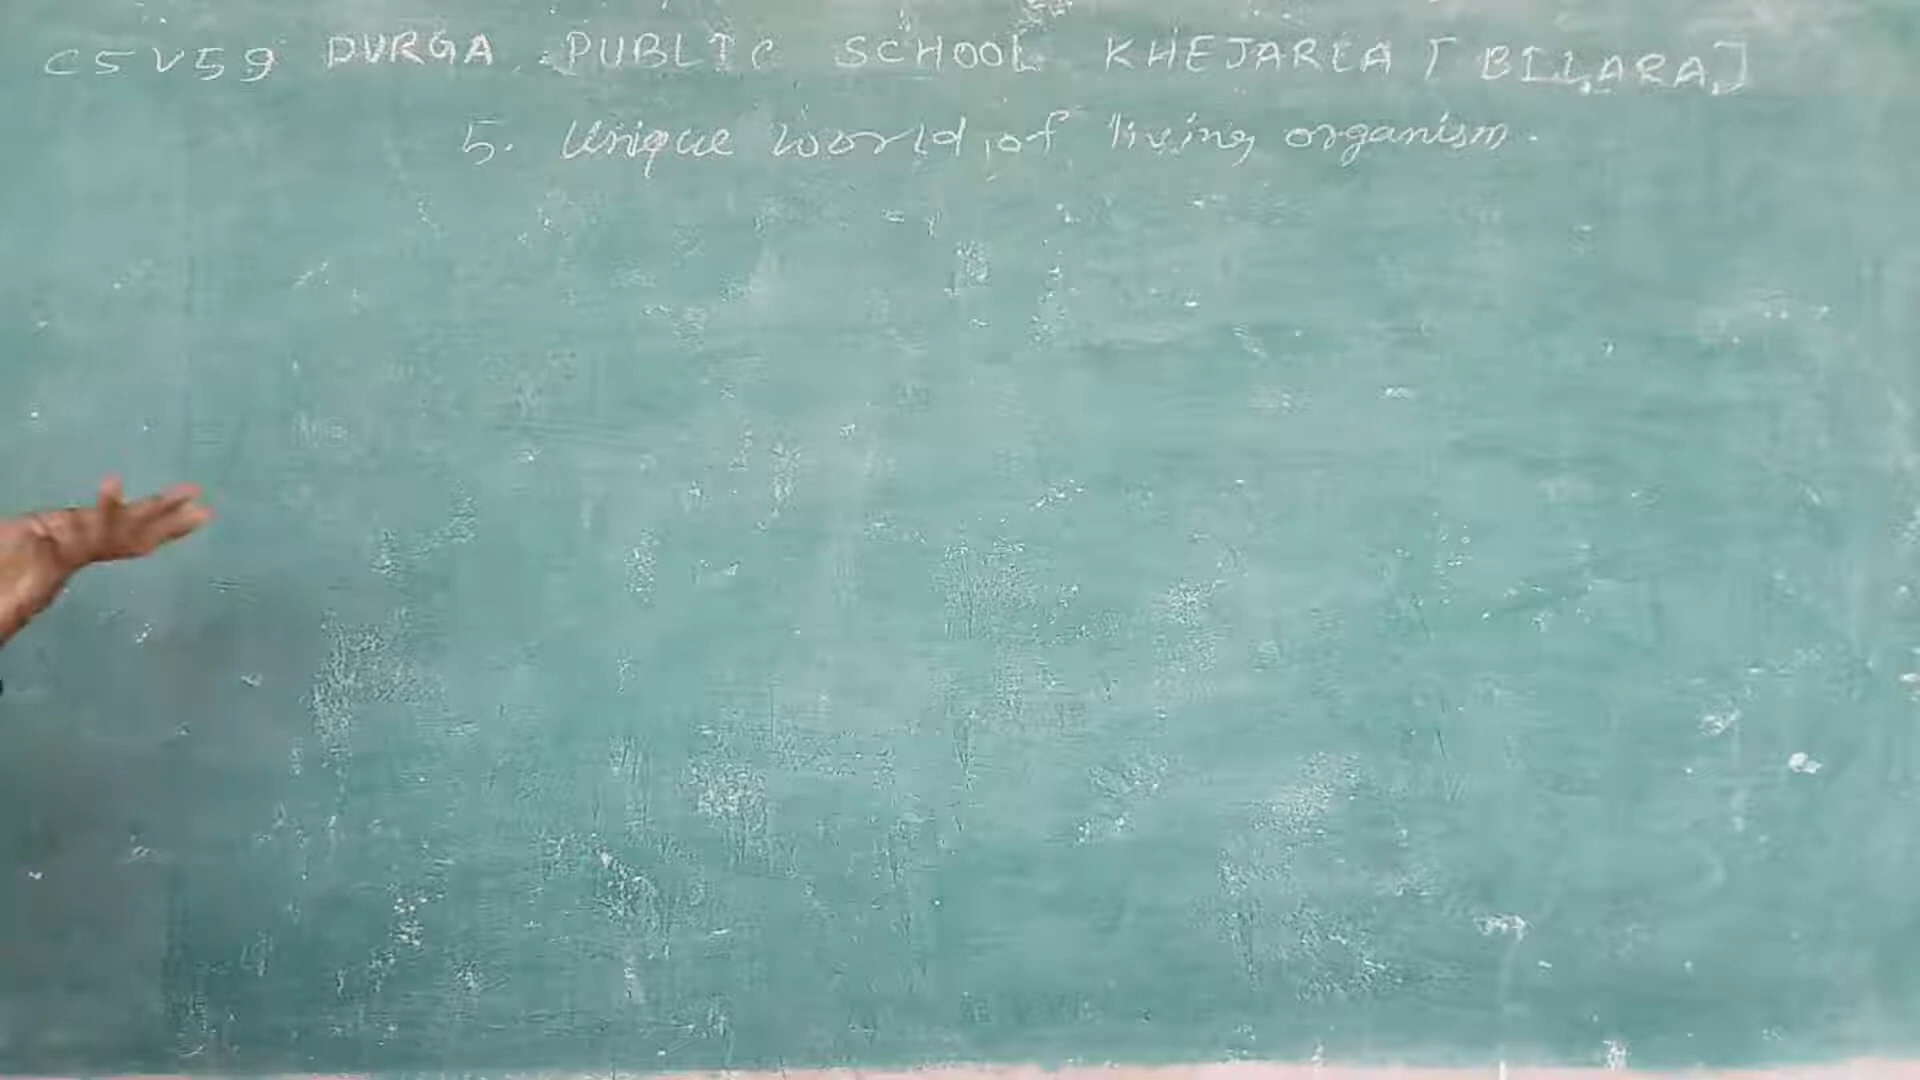 C5V59 DURGA PUBLIC SCHOOL KHEJARLA [BILARA]
5. Unique world of living organism.